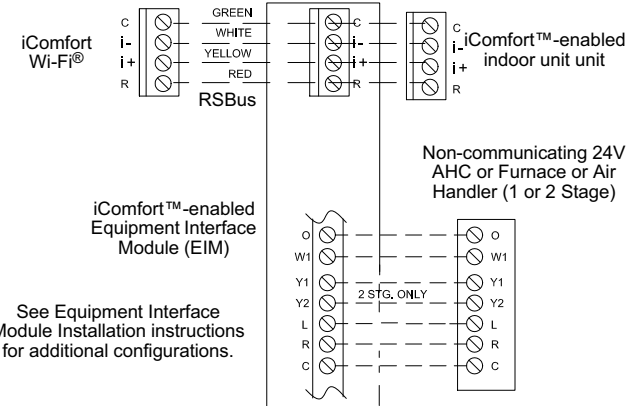 iComfort
Wi-Fi®
C
i-
i+
R
GREEN
WHITE
YELLOW
RED
RSBus
C
i-
i+
R
C
i-
i+
R
iComfort™-enabled
indoor unit unit
Non-communicating 24V
AHC or Furnace or Air
Handler (1 or 2 Stage)
iComfort™-enabled
Equipment Interface
Module (EIM)
See Equipment Interface
Module Installation instructions
for additional configurations.
O
W1
Y1
Y2
L
R
C
2 STG. ONLY
O
W1
Y1
Y2
L
R
C